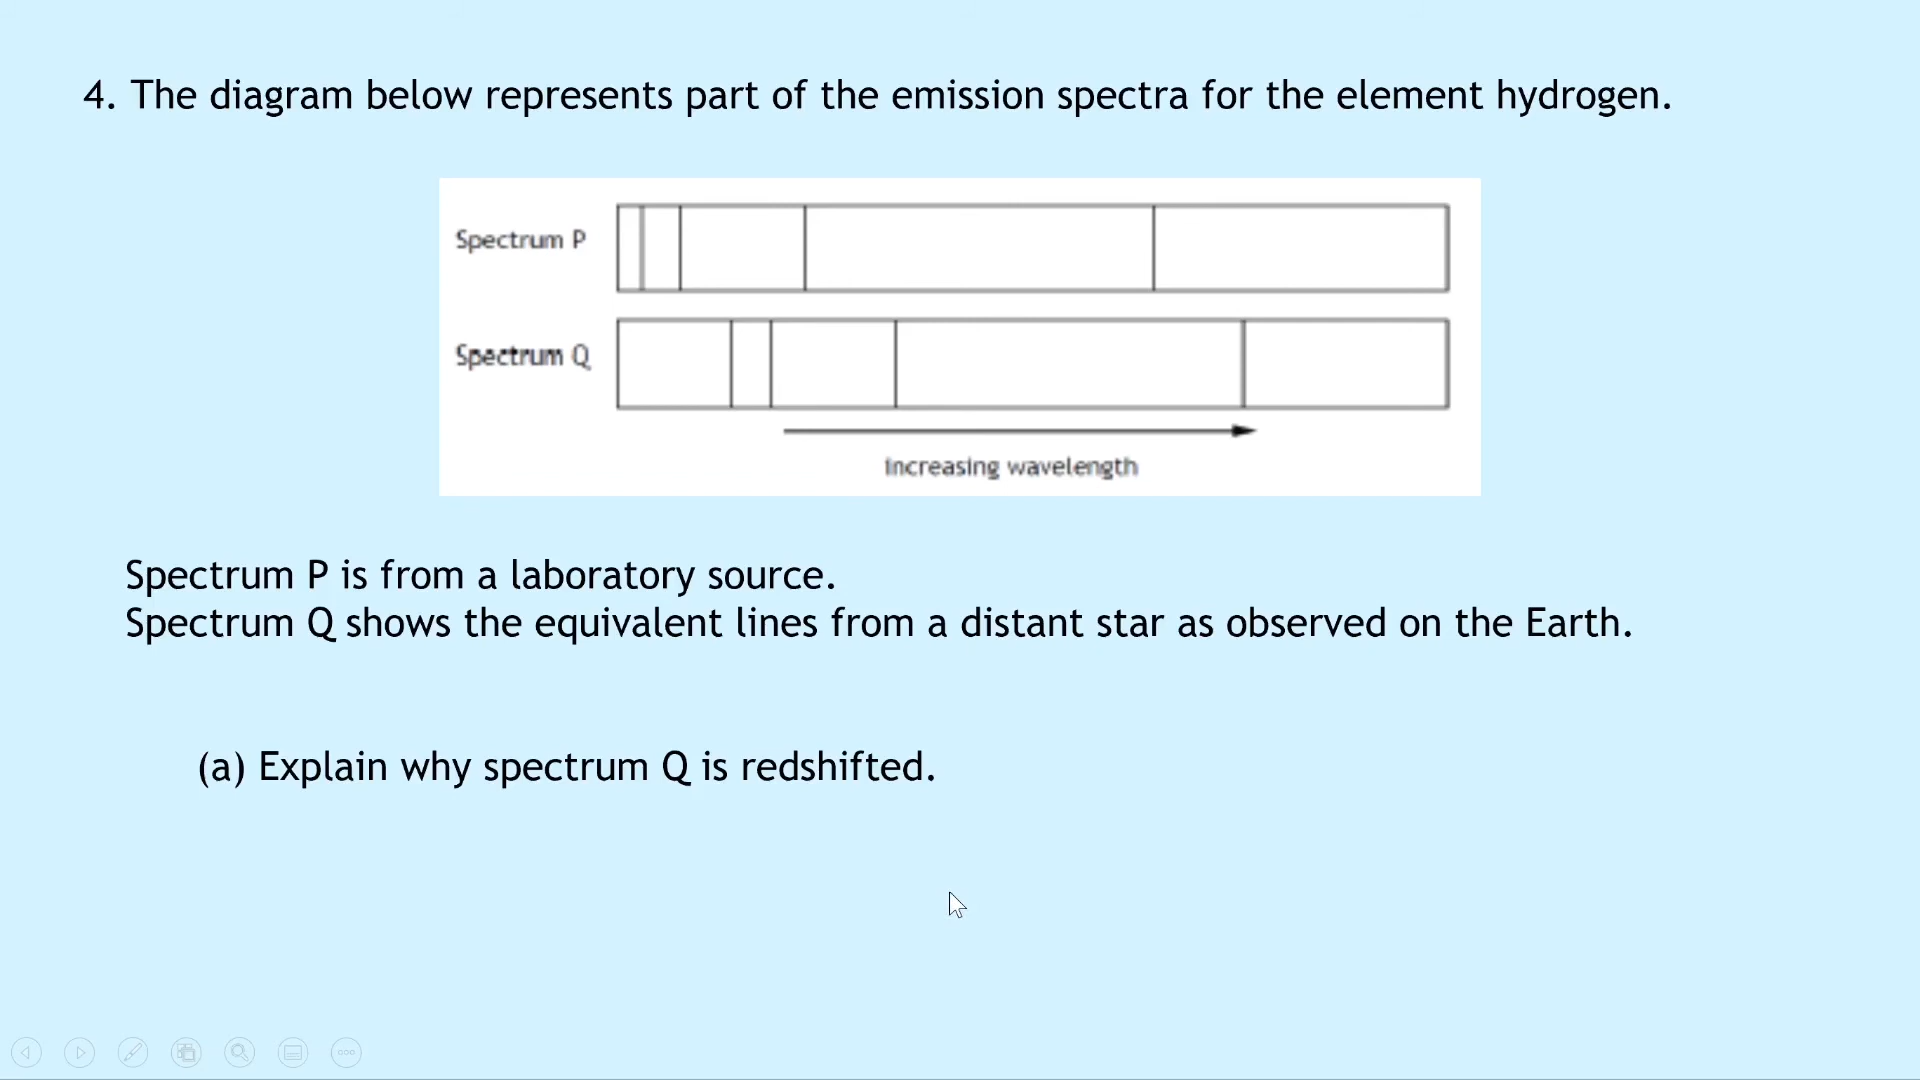 4. The diagram below represents part of the emission spectra for the element hydrogen.
Spectrum P
Spectrum Q
increasing wavelength
Spectrum P is from a laboratory source.
Spectrum Q shows the equivalent lines from a distant star as observed on the Earth.
(a) Explain why spectrum Q is redshifted.